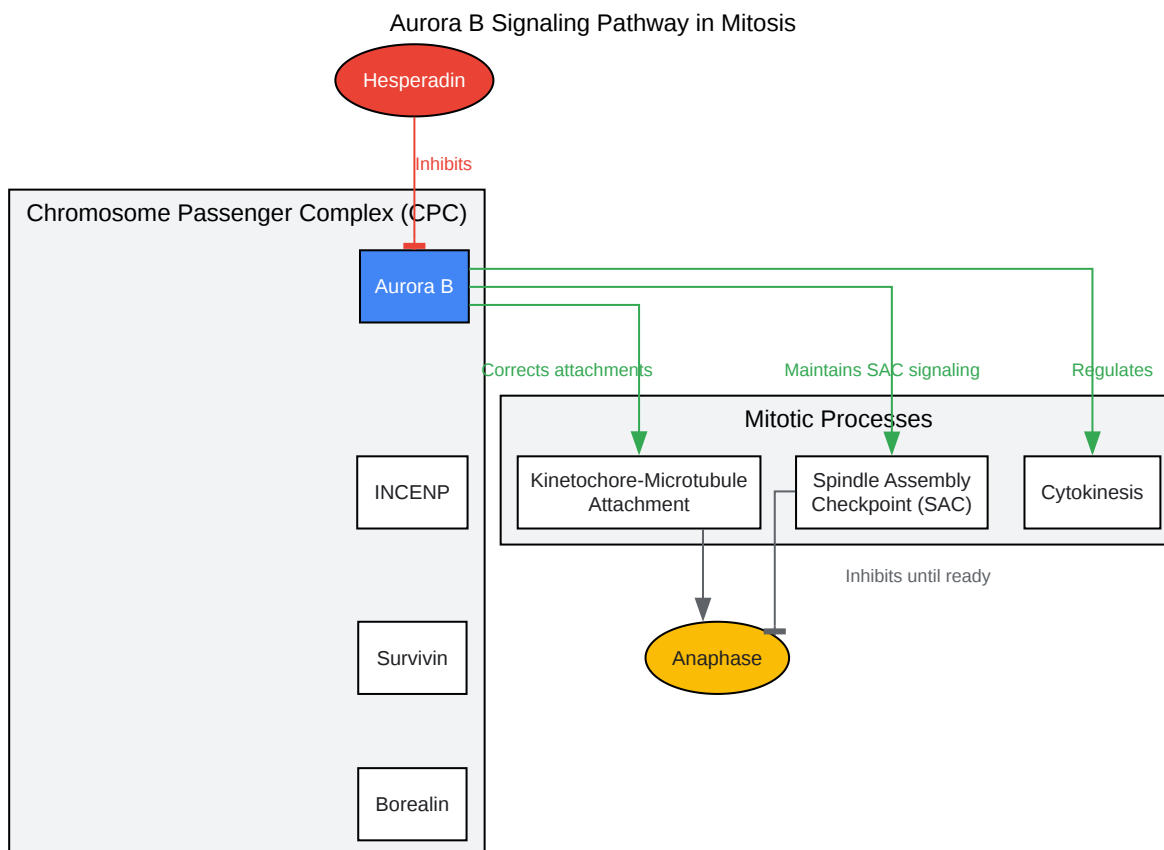 Aurora B Signaling Pathway in Mitosis
Hesperadin
Inhibits
Chromosome Passenger Complex (CPC)
Aurora B
Corrects attachments
Maintains SAC signaling
Regulates
Mitotic Processes
INCENP
Kinetochore-Microtubule
Attachment
Spindle Assembly
Checkpoint (SAC)
Cytokinesis
Inhibits until ready
Survivin
Anaphase
Borealin